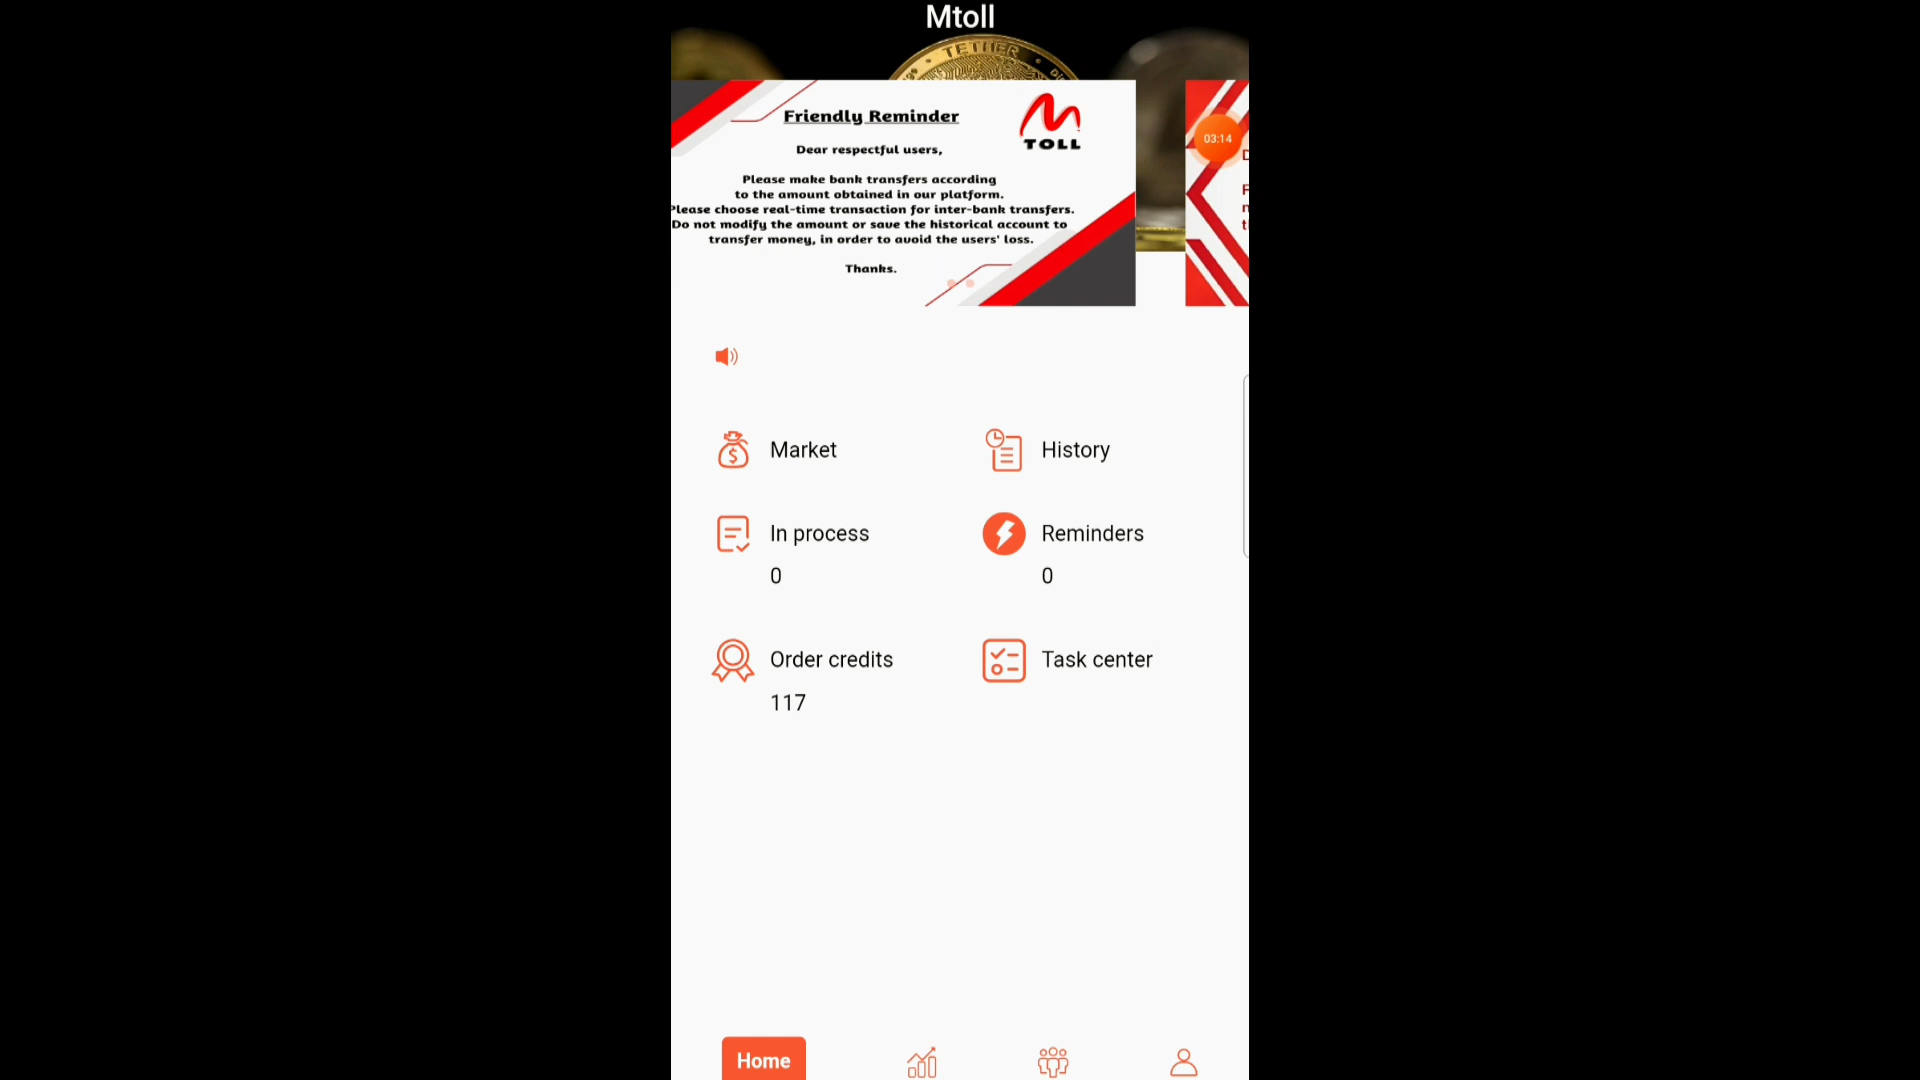 Mtoll
TETHER
Friendly Reminder
TOLL
Dear respectful users,
Please make bank transfers according
to the amount obtained in our platform.
Please choose real-time transaction for inter-bank transfers.
Do not modify the amount or save the historical account to
transfer money, in order to avoid the users' loss.
Thanks.
03:14
Market
History
In process
0
Reminders
0
Order credits
117
Task center
Home